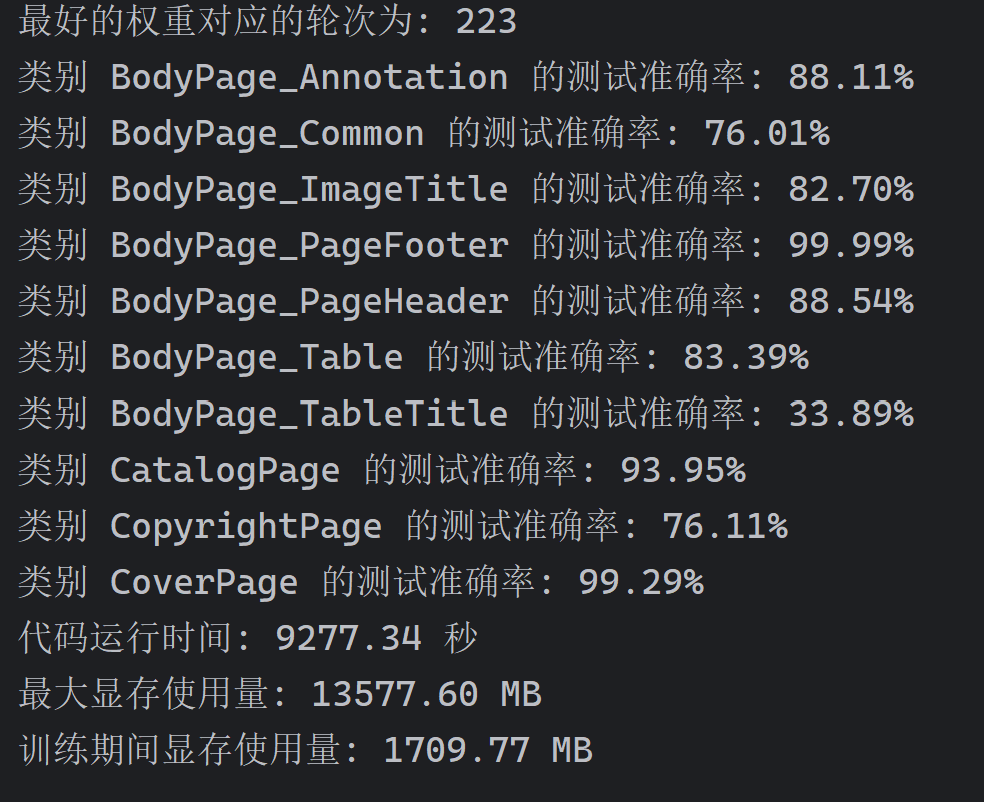 最好的权重对应的轮次为: 223
类别 BodyPage_Annotation 的测试准确率: 88.11%
类别 BodyPage_Common 的测试准确率: 76.01%
类别 BodyPage_ImageTitle 的测试准确率: 82.70%
类别 BodyPage_PageFooter 的测试准确率: 99.99%
类别 BodyPage_PageHeader 的测试准确率: 88.54%
类别 BodyPage_Table 的测试准确率: 83.39%
类别 BodyPage_TableTitle 的测试准确率: 33.89%
类别 CatalogPage 的测试准确率: 93.95%
类别 CopyrightPage 的测试准确率: 76.11%
类别 CoverPage 的测试准确率: 99.29%
代码运行时间: 9277.34 秒
最大显存使用量: 13577.60 MB
训练期间显存使用量: 1709.77 MB